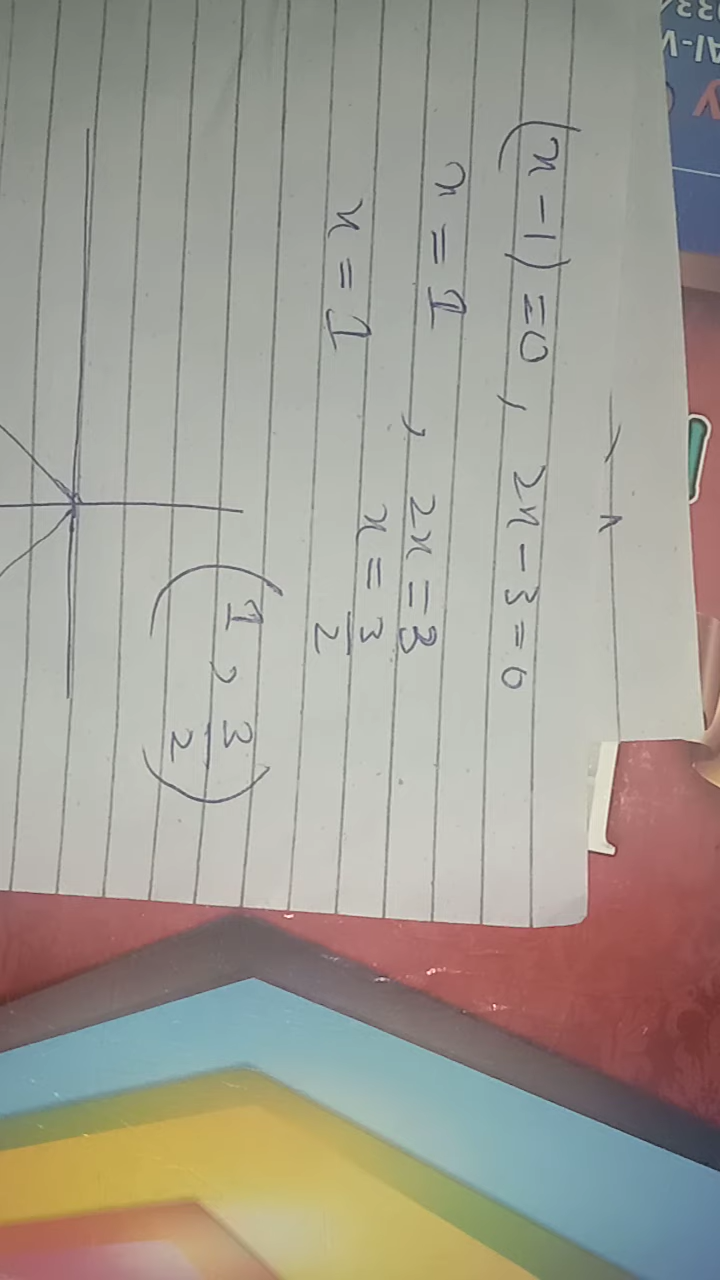 (x-1)=0 , 2x-3=0
x=1 , 2x=3
x=1 x=3/2
(1, 3/2)